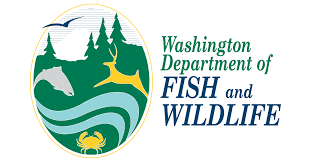 Washington
Department of
FISH and
WILDLIFE